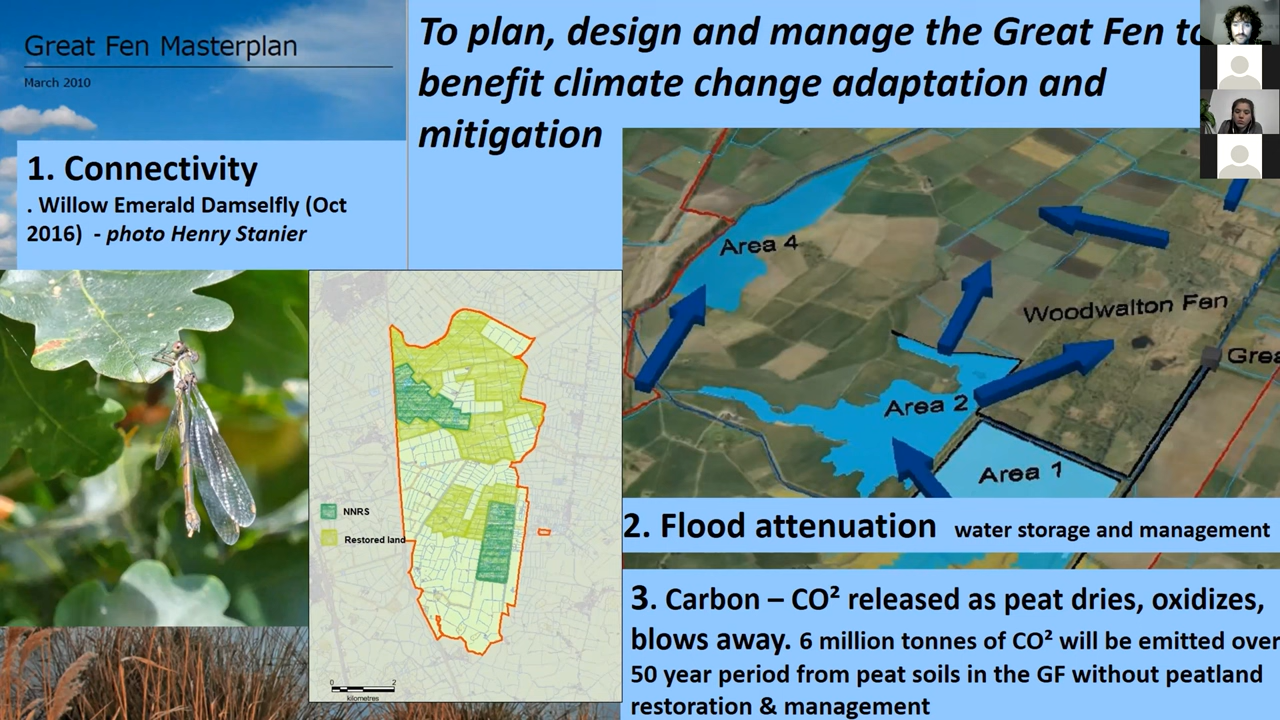 Great Fen Masterplan
March 2010
To plan, design and manage the Great Fen to
benefit climate change adaptation and
mitigation
1. Connectivity
. Willow Emerald Damselfly (Oct
2016) - photo Henry Stanier
NNRS
Restored land
0 2
kilometres
Area 4
Woodwalton Fen
Grea
Area 2
Area 1
2. Flood attenuation water storage and management
3. Carbon – CO² released as peat dries, oxidizes,
blows away. 6 million tonnes of CO² will be emitted over
50 year period from peat soils in the GF without peatland
restoration & management